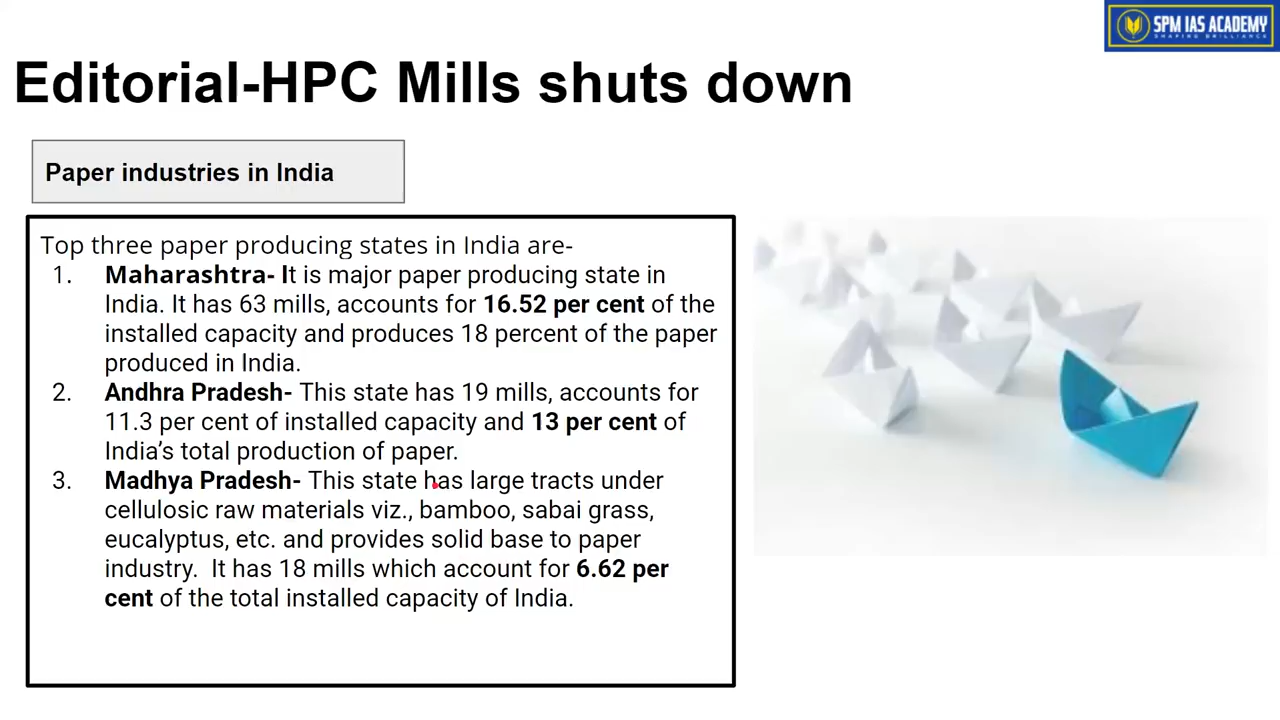 SPM IAS ACADEMY
SHAPING BRILLIANCE
Editorial-HPC Mills shuts down
Paper industries in India
Top three paper producing states in India are-
1. Maharashtra- It is major paper producing state in
India. It has 63 mills, accounts for 16.52 per cent of the
installed capacity and produces 18 percent of the paper
produced in India.
2. Andhra Pradesh- This state has 19 mills, accounts for
11.3 per cent of installed capacity and 13 per cent of
India’s total production of paper.
3. Madhya Pradesh- This state has large tracts under
cellulosic raw materials viz., bamboo, sabai grass,
eucalyptus, etc. and provides solid base to paper
industry. It has 18 mills which account for 6.62 per
cent of the total installed capacity of India.